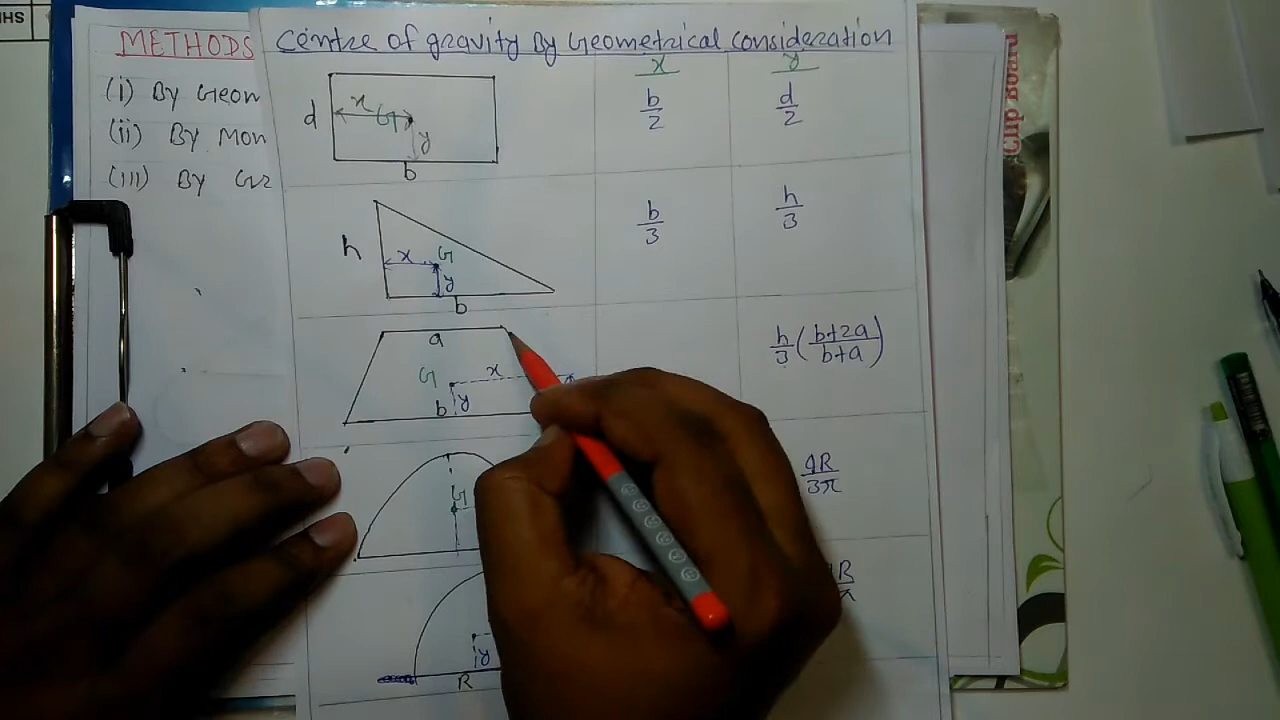 HS
METHODS
(i) By Geom
(ii) By Mom
(iii) By Gr
Centre of gravity By Geometrical consideration
x y
d x G y b b/2 d/2
h x G y b b/3 h/3
a G x b y h/3 (b+2a/b+a)
G 4R/3π
y R
Clip Board